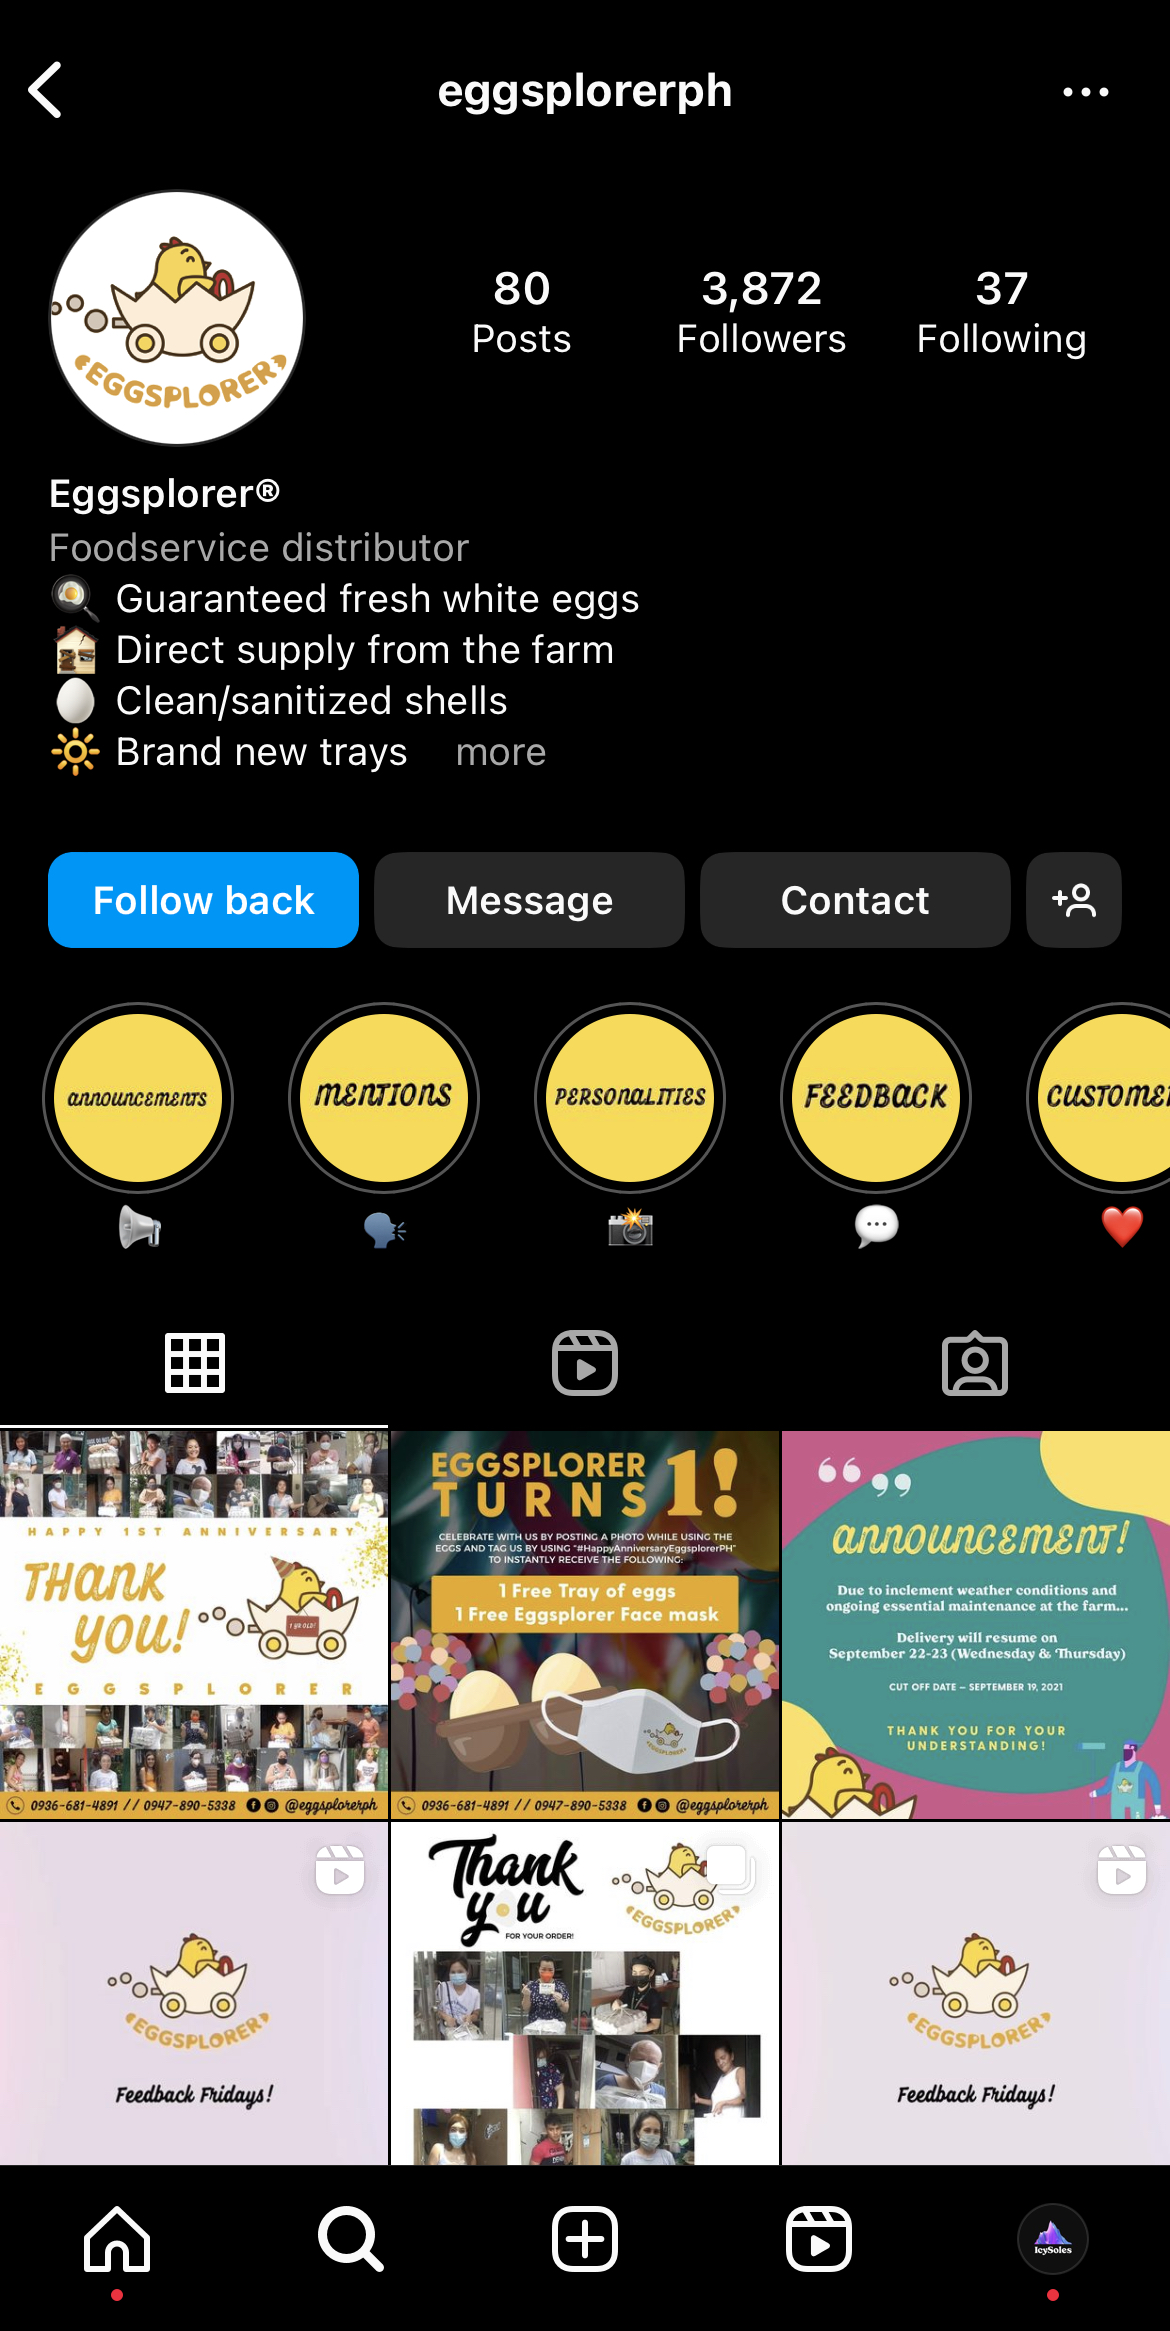 eggsplorerph
EGGSPLORER
80
Posts
3,872
Followers
37
Following
Eggsplorer®
Foodservice distributor
🍳 Guaranteed fresh white eggs
🏚 Direct supply from the farm
🥚 Clean/sanitized shells
🔆 Brand new trays more
Follow back
Message
Contact
ANNOUNCEMENTS
MENTIONS
PERSONALITIES
FEEDBACK
CUSTOMER
HAPPY 1ST ANNIVERSARY
THANK
YOU!
1 YR OLD!
EGGSPLORER
0936-681-4891 // 0947-890-5338 @eggsplorerph
EGGSPLORER
TURNS 1!
CELEBRATE WITH US BY POSTING A PHOTO WHILE USING THE
EGGS AND TAG US BY USING "#HappyAnniversaryEggsplorerPH"
TO INSTANTLY RECEIVE THE FOLLOWING:
1 Free Tray of eggs
1 Free Eggsplorer Face mask
EGGSPLORER
0936-681-4891 // 0947-890-5338 @eggsplorerph
ANNOUNCEMENT!
Due to inclement weather conditions and
ongoing essential maintenance at the farm...
Delivery will resume on
September 22-23 (Wednesday & Thursday)
CUT OFF DATE – SEPTEMBER 19, 2021
THANK YOU FOR YOUR
UNDERSTANDING!
EGGSPLORER
Feedback Fridays!
Thank
you
FOR YOUR ORDER!
EGGSPLORER
EGGSPLORER
Feedback Fridays!
IcySoles